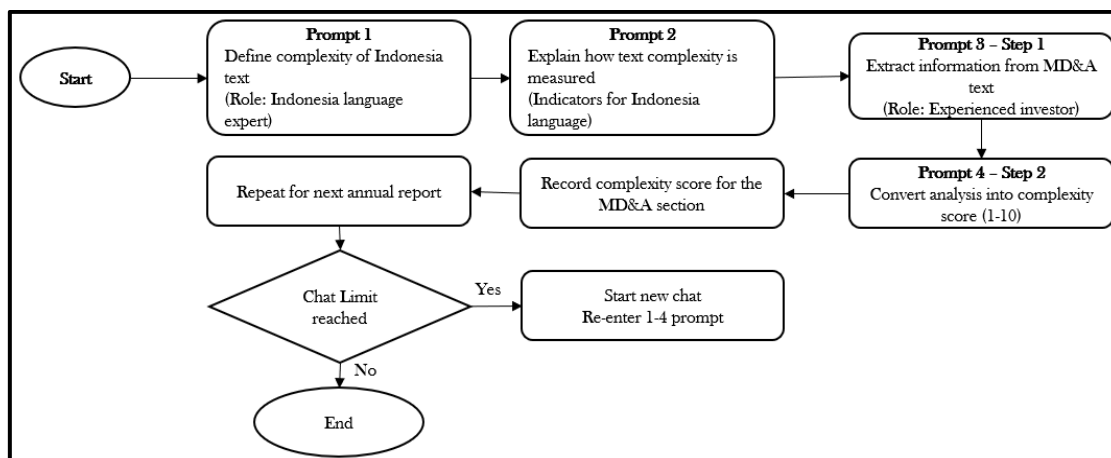 Start
Prompt 1
Define complexity of Indonesia
text
(Role: Indonesia language
expert)
Prompt 2
Explain how text complexity is
measured
(Indicators for Indonesia
language)
Prompt 3 – Step 1
Extract information from MD&A
text
(Role: Experienced investor)
Prompt 4 – Step 2
Convert analysis into complexity
score (1-10)
Record complexity score for the
MD&A section
Repeat for next annual report
Chat Limit
reached
Yes
Start new chat
Re-enter 1-4 prompt
No
End